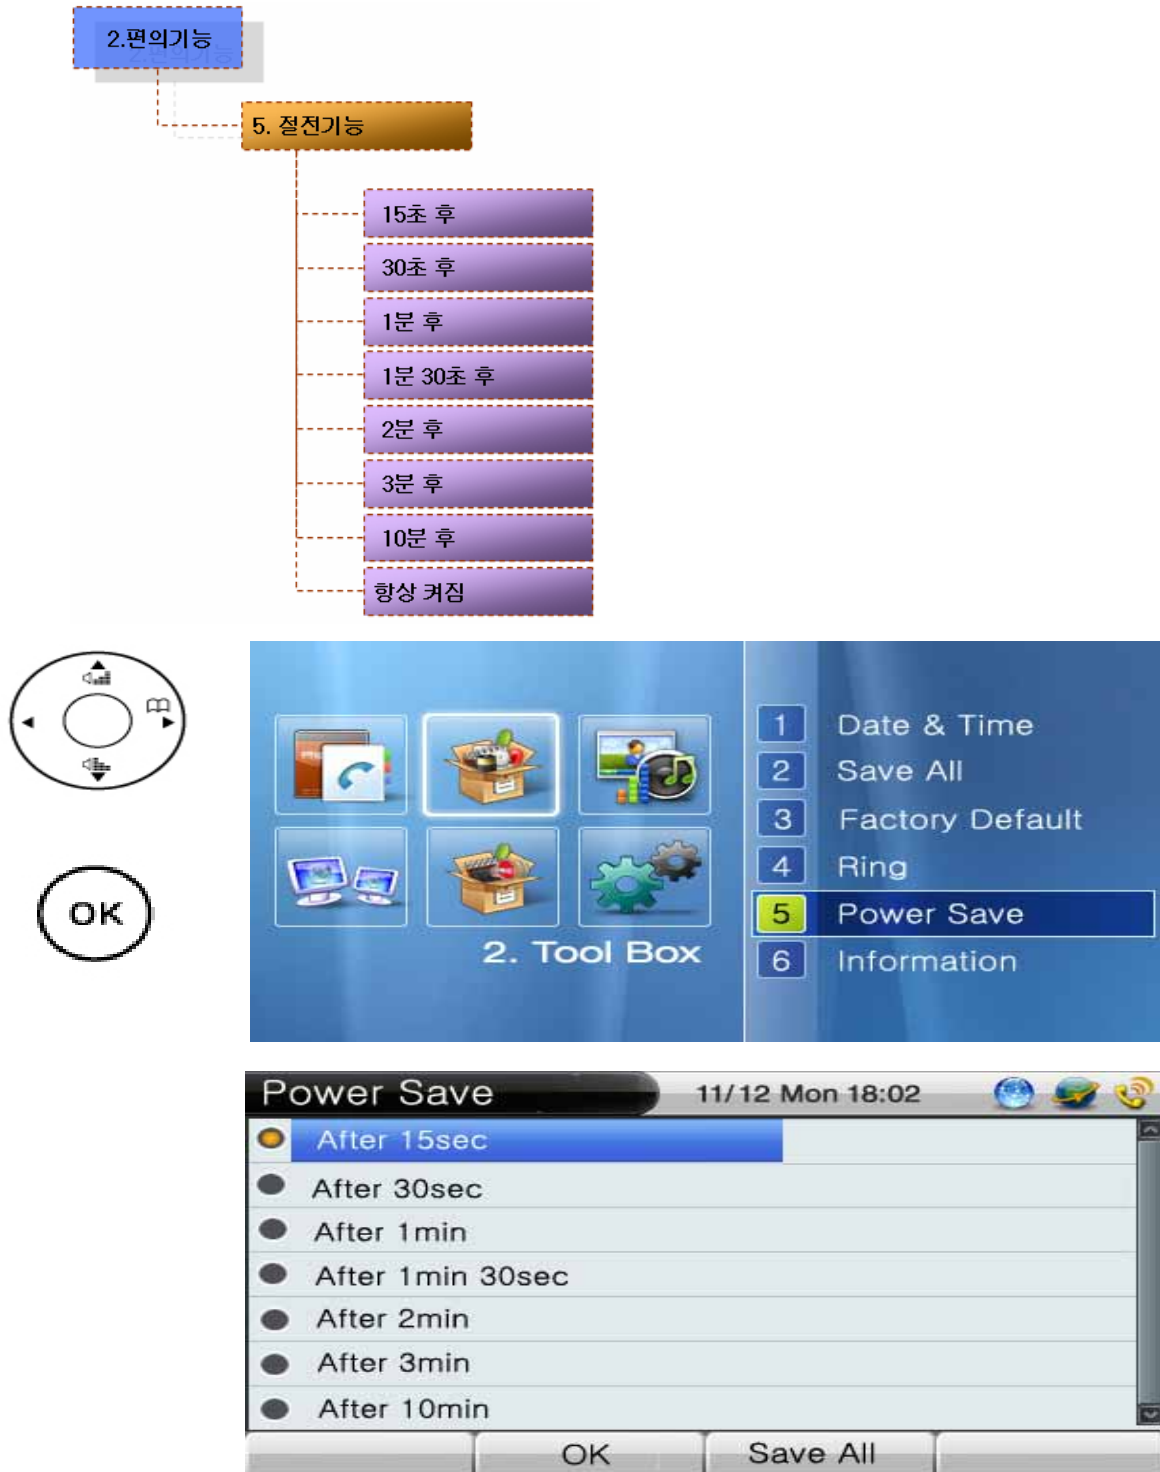 2.편의기능
5. 절전기능
15초 후
30초 후
1분 후
1분 30초 후
2분 후
3분 후
10분 후
항상 켜짐
OK
2. Tool Box
1 Date & Time
2 Save All
3 Factory Default
4 Ring
5 Power Save
6 Information
Power Save 11/12 Mon 18:02
After 15sec
After 30sec
After 1min
After 1min 30sec
After 2min
After 3min
After 10min
OK Save All